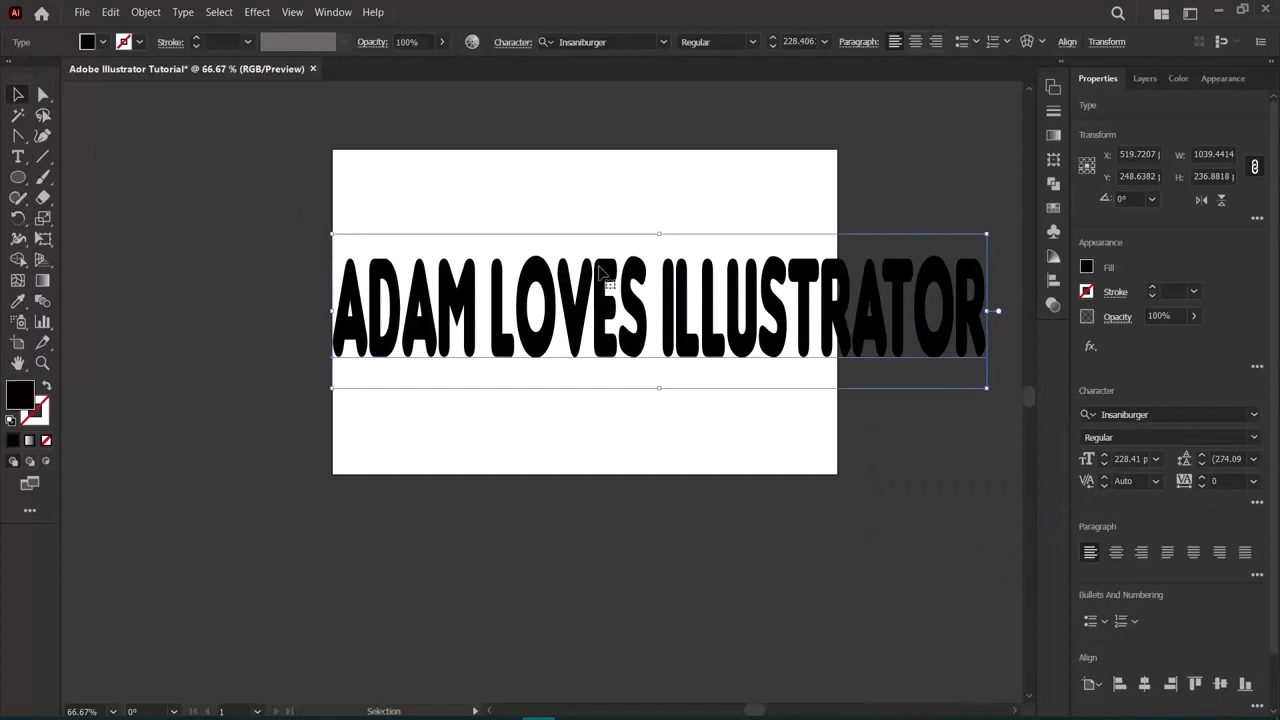 Ai File Edit Object Type Select Effect View Window Help
Type Stroke: Opacity: 100% Character: Insaniburger Regular 228.406 Paragraph: Align Transform
Adobe Illustrator Tutorial* @ 66.67 % (RGB/Preview) ×
Properties Layers Color Appearance
Type
Transform
X: 519.7207 W: 1039.4414
Y: 248.6382 H: 236.8818
0°
Appearance
Fill
Stroke
Opacity 100%
fx.
Character
Insaniburger
Regular
228.41 p (274.09
Auto 0
Paragraph
Bullets And Numbering
Align
ADAM LOVES ILLUSTRATOR
66.67% 0° 1 Selection